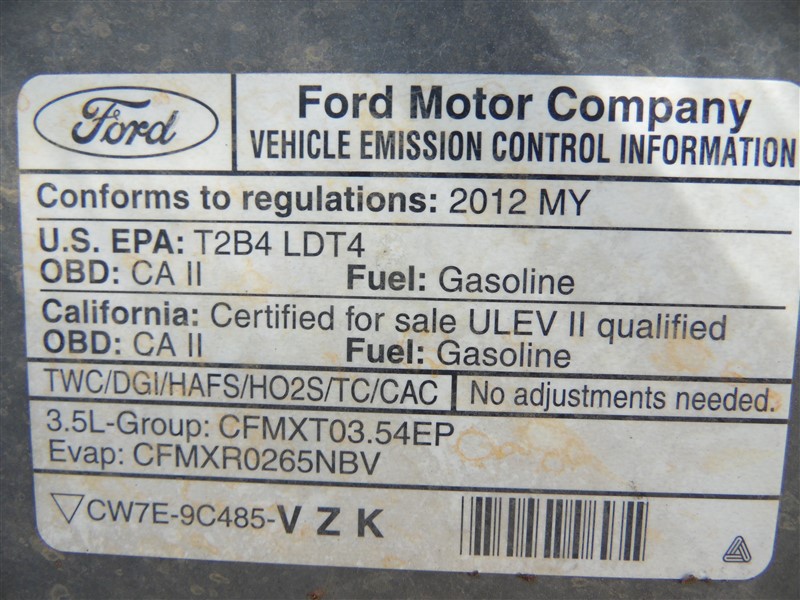 Ford
Ford Motor Company
VEHICLE EMISSION CONTROL INFORMATION
Conforms to regulations: 2012 MY
U.S. EPA: T2B4 LDT4
OBD: CA II Fuel: Gasoline
California: Certified for sale ULEV II qualified
OBD: CA II Fuel: Gasoline
TWC/DGI/HAFS/HO2S/TC/CAC No adjustments needed.
3.5L-Group: CFMXT03.54EP
Evap: CFMXR0265NBV
CW7E-9C485-V Z K